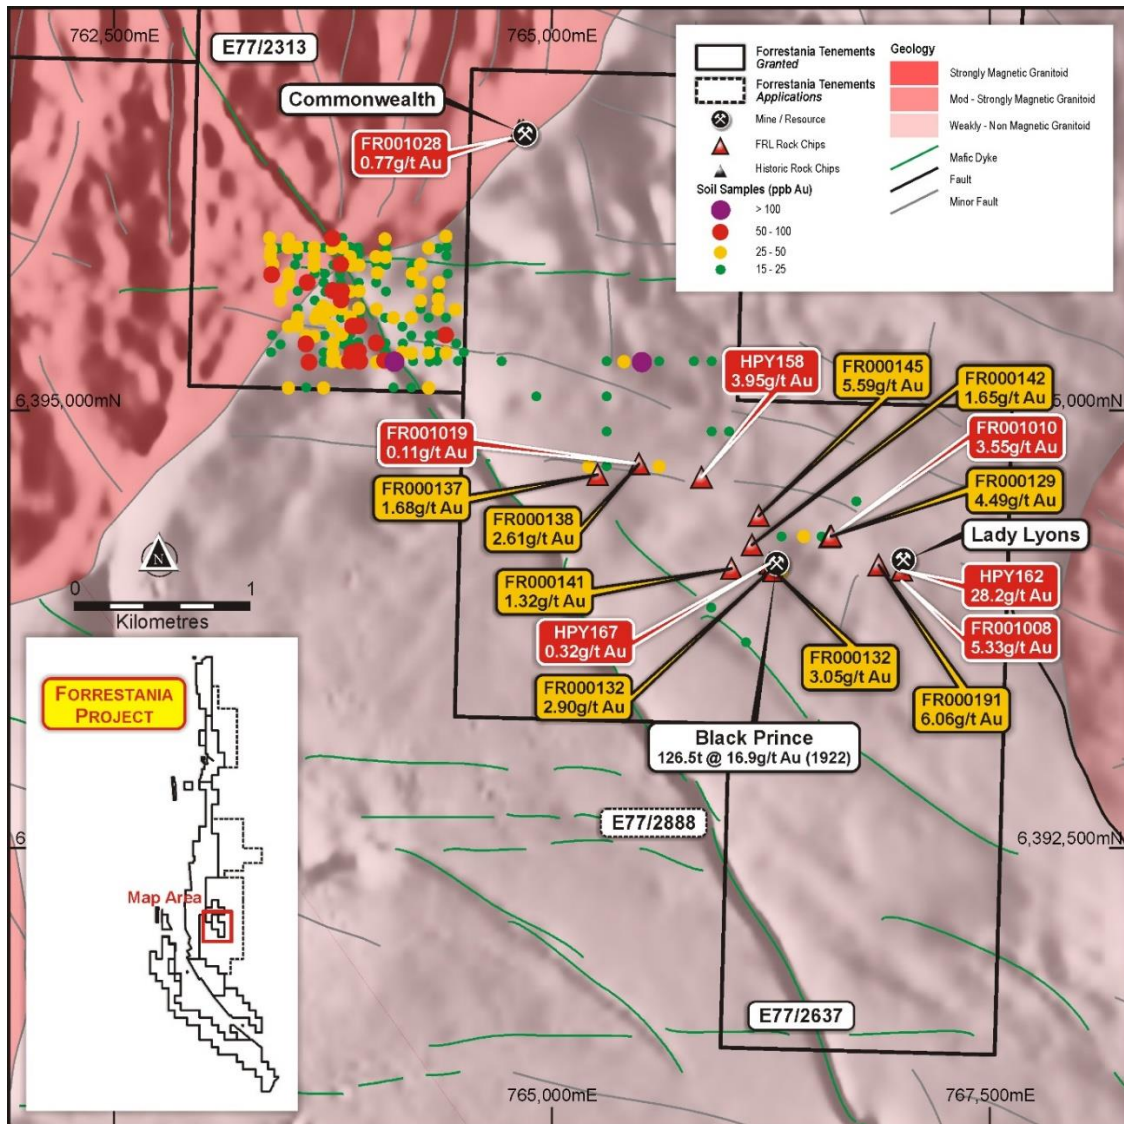 762,500mE
765,000mE
E77/2313
Commonwealth
FR001028
0.77g/t Au
Forrestania Tenements
Granted
Forrestania Tenements
Applications
Mine / Resource
FRL Rock Chips
Historic Rock Chips
Soil Samples (ppb Au)
> 100
50 - 100
25 - 50
15 - 25
Geology
Strongly Magnetic Granitoid
Mod - Strongly Magnetic Granitoid
Weakly - Non Magnetic Granitoid
Mafic Dyke
Fault
Minor Fault
6,395,000mN
5,000mN
HPY158
3.95g/t Au
FR000145
5.59g/t Au
FR000142
1.65g/t Au
FR001010
3.55g/t Au
FR001019
0.11g/t Au
FR000137
1.68g/t Au
FR000138
2.61g/t Au
FR000129
4.49g/t Au
Lady Lyons
FR000141
1.32g/t Au
HPY162
28.2g/t Au
HPY167
0.32g/t Au
FR001008
5.33g/t Au
FR000132
2.90g/t Au
FR000132
3.05g/t Au
FR000191
6.06g/t Au
Black Prince
126.5t @ 16.9g/t Au (1922)
N
0 1
Kilometres
FORRESTANIA
PROJECT
Map Area
E77/2888
6
6,392,500mN
E77/2637
765,000mE
767,500mE